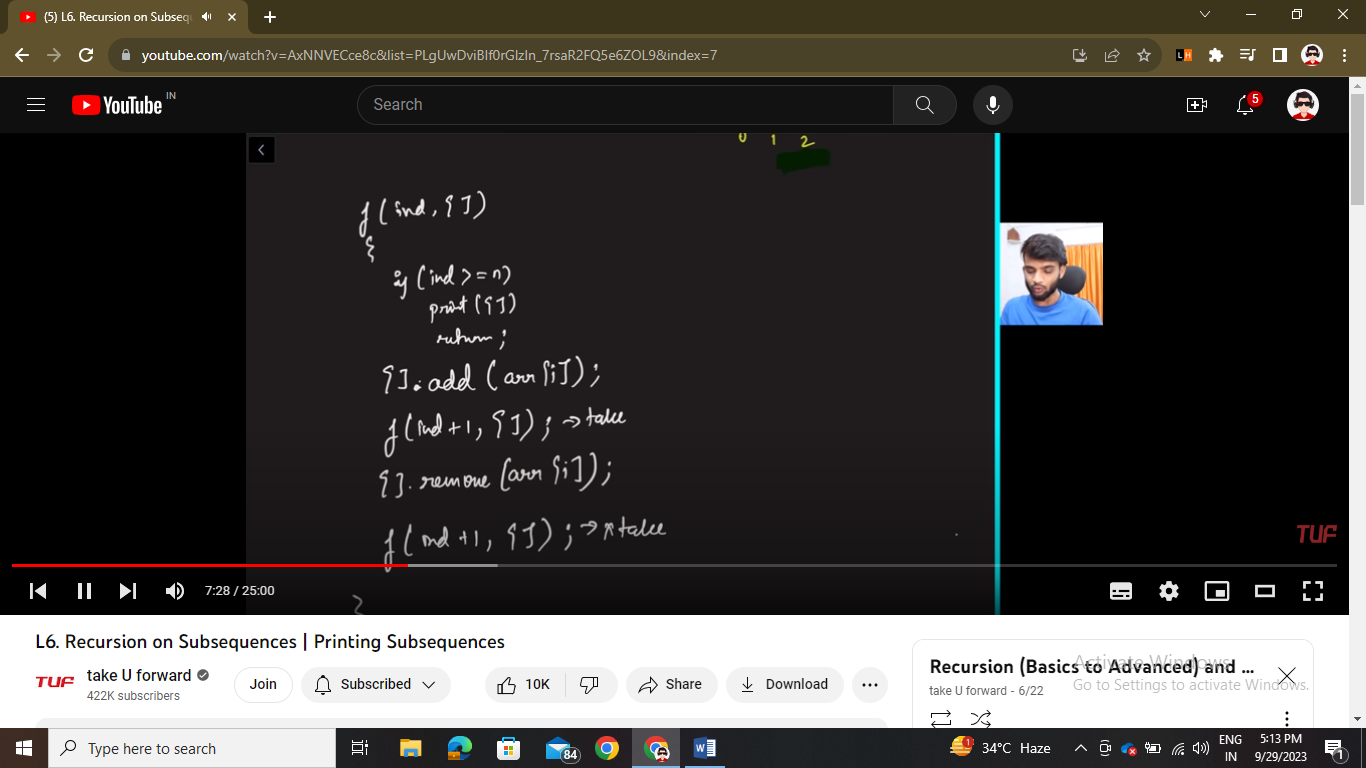 (5) L6. Recursion on Subseq
youtube.com/watch?v=AxNNVECce8c&list=PLgUwDviBIf0rGlzIn_7rsaR2FQ5e6ZOL9&index=7
YouTube IN
Search
5
0 1 2
f(ind, [])
{
if (ind >= n)
print([])
return;
[].add(arr[i]);
f(ind+1, []); → take
[].remove(arr[i]);
f(ind+1, []); → take
}
TUF
7:28 / 25:00
L6. Recursion on Subsequences | Printing Subsequences
TUF
take U forward
422K subscribers
Join
Subscribed
10K
Share
Download
Recursion (Basics to Advanced) and ...
take U forward - 6/22
Activate Windows
Go to Settings to activate Windows.
Type here to search
84
1
34°C Haze
ENG
IN
5:13 PM
9/29/2023
1